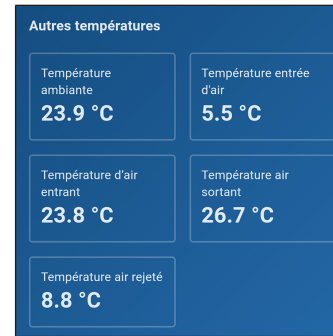 Autres températures
Température
ambiante
23.9 °C
Température entrée
d'air
5.5 °C
Température d'air
entrant
23.8 °C
Température air
sortant
26.7 °C
Température air rejeté
8.8 °C